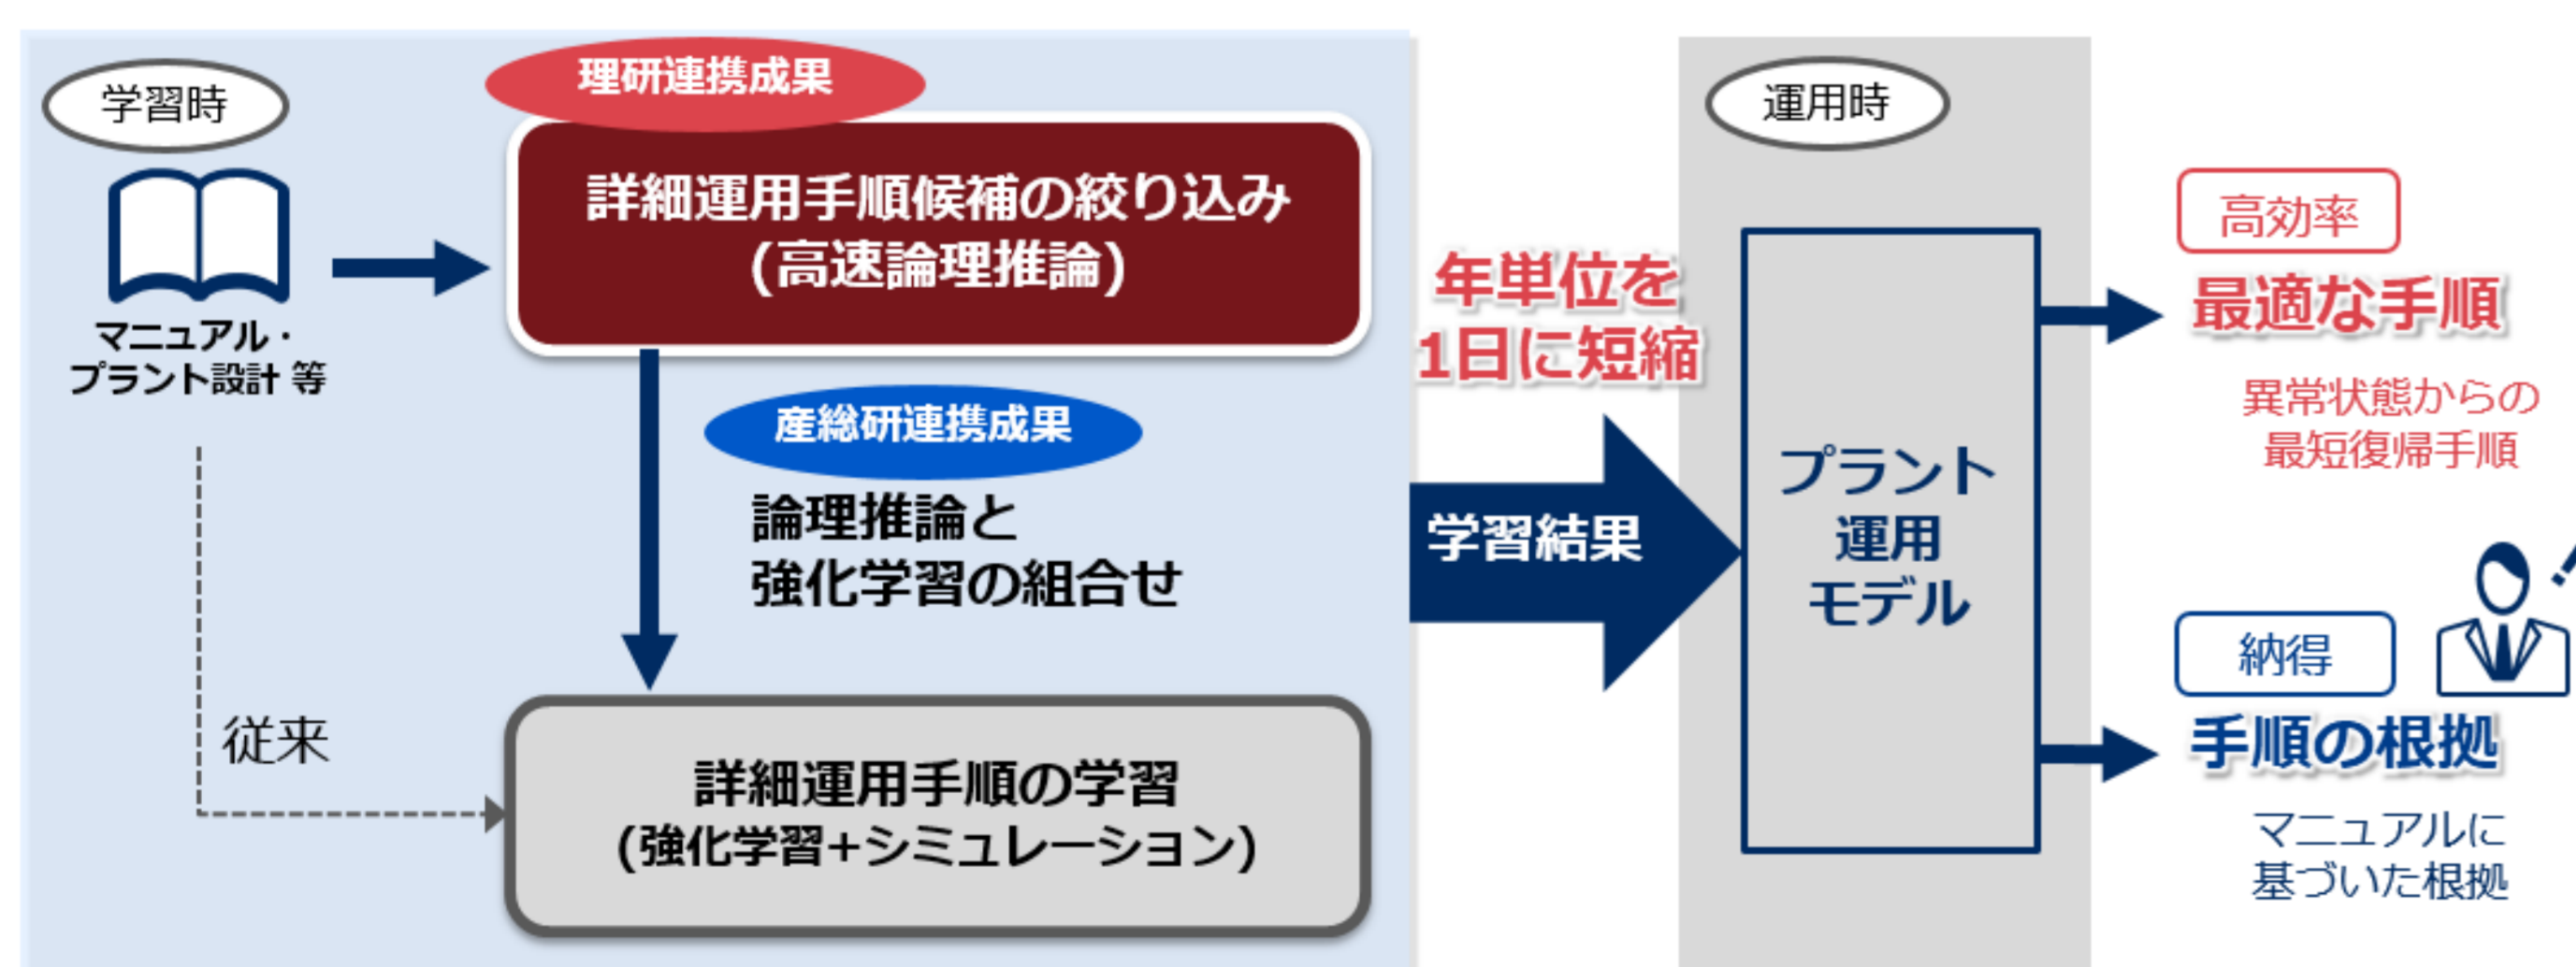 学習時
マニュアル・
プラント設計 等
従来
理研連携成果
詳細運用手順候補の絞り込み
(高速論理推論)
産総研連携成果
論理推論と
強化学習の組合せ
詳細運用手順の学習
(強化学習+シミュレーション)
年単位を
1日に短縮
学習結果
運用時
プラント
運用
モデル
高効率
最適な手順
異常状態からの
最短復帰手順
納得
手順の根拠
マニュアルに
基づいた根拠